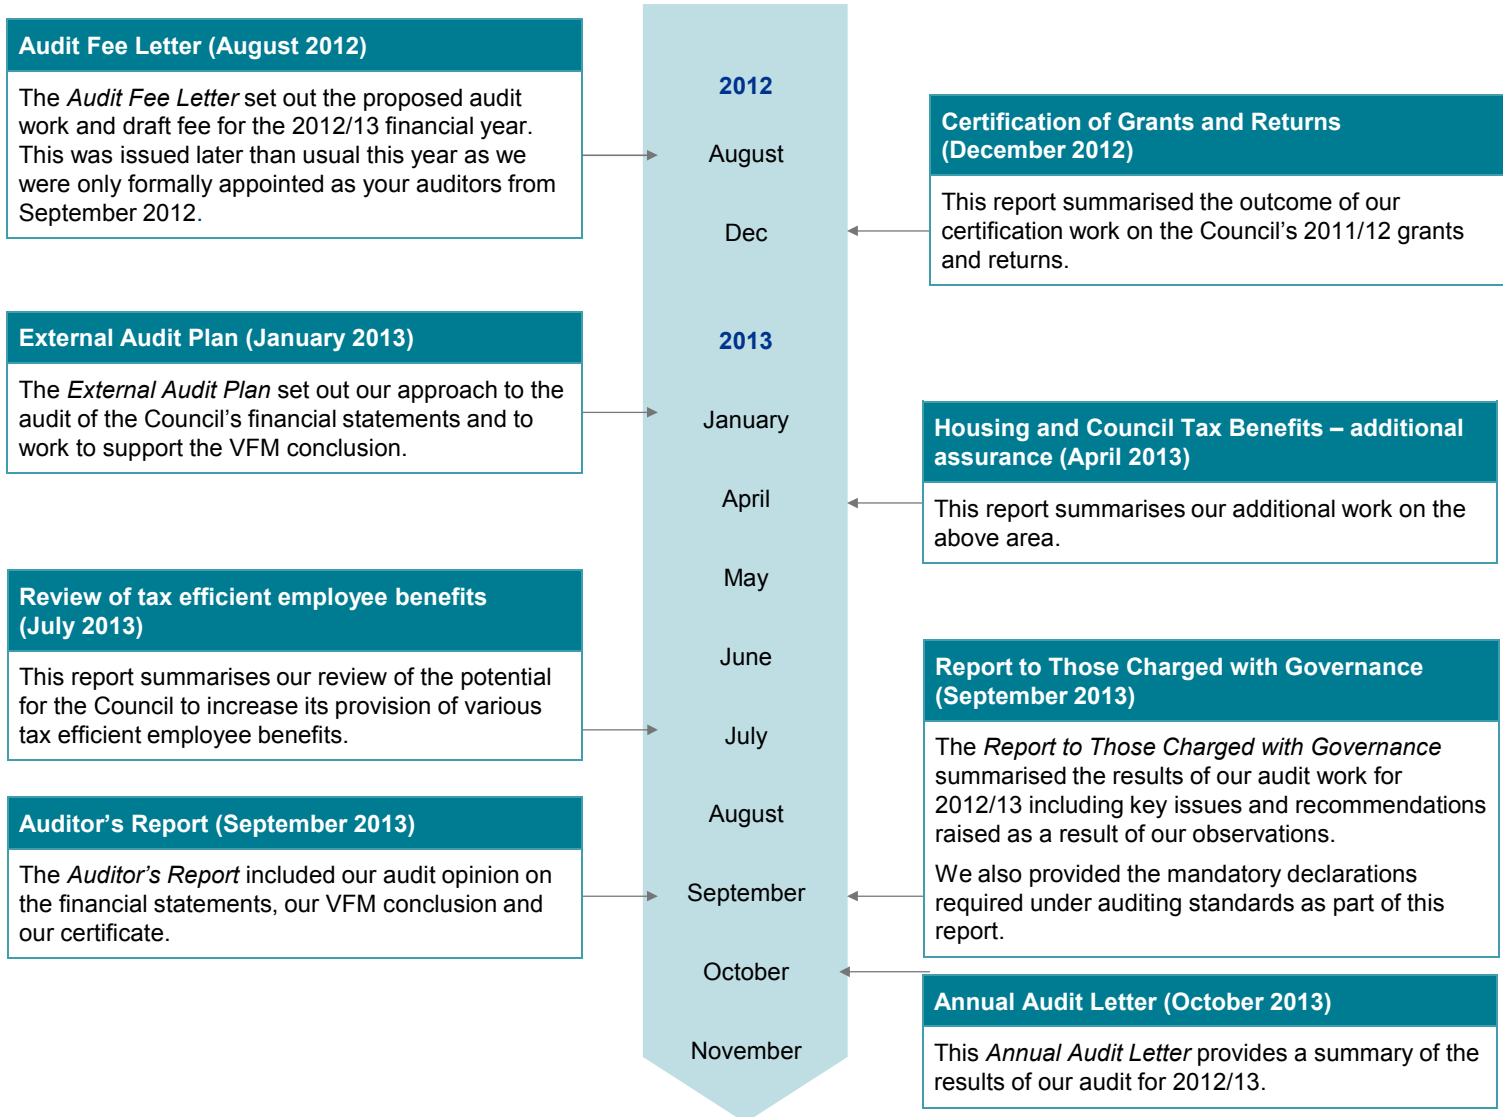 Audit Fee Letter (August 2012)
The Audit Fee Letter set out the proposed audit
work and draft fee for the 2012/13 financial year.
This was issued later than usual this year as we
were only formally appointed as your auditors from
September 2012.
External Audit Plan (January 2013)
The External Audit Plan set out our approach to the
audit of the Council’s financial statements and to
work to support the VFM conclusion.
Review of tax efficient employee benefits
(July 2013)
This report summarises our review of the potential
for the Council to increase its provision of various
tax efficient employee benefits.
Auditor’s Report (September 2013)
The Auditor’s Report included our audit opinion on
the financial statements, our VFM conclusion and
our certificate.
2012
August
Dec
2013
January
April
May
June
July
August
September
October
November
Certification of Grants and Returns
(December 2012)
This report summarised the outcome of our
certification work on the Council’s 2011/12 grants
and returns.
Housing and Council Tax Benefits – additional
assurance (April 2013)
This report summarises our additional work on the
above area.
Report to Those Charged with Governance
(September 2013)
The Report to Those Charged with Governance
summarised the results of our audit work for
2012/13 including key issues and recommendations
raised as a result of our observations.
We also provided the mandatory declarations
required under auditing standards as part of this
report.
Annual Audit Letter (October 2013)
This Annual Audit Letter provides a summary of the
results of our audit for 2012/13.